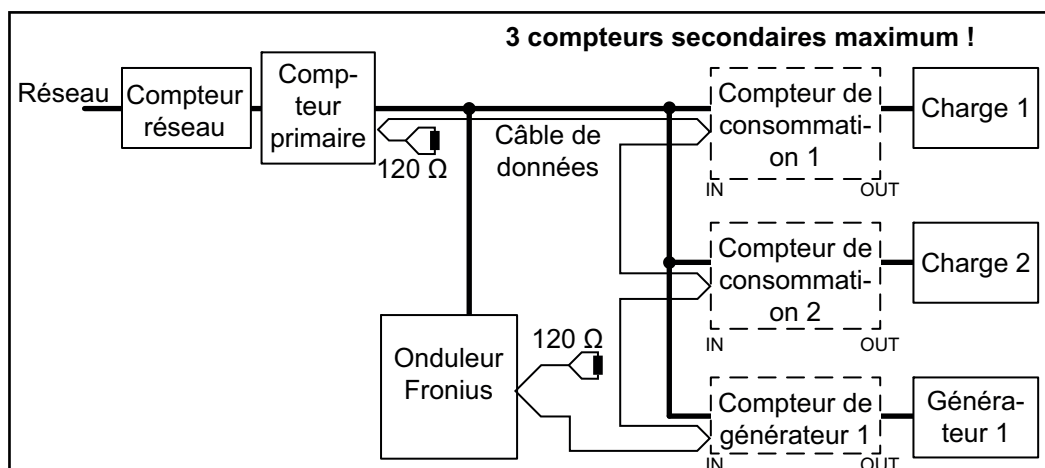 3 compteurs secondaires maximum !
Réseau
Compteur
réseau
Comp-
teur
primaire
120 Ω
Câble de
données
Compteur de
consommati-
on 1
IN
OUT
Charge 1
Compteur de
consommati-
on 2
IN
OUT
Charge 2
Onduleur
Fronius
120 Ω
Compteur de
générateur 1
IN
OUT
Généra-
teur 1